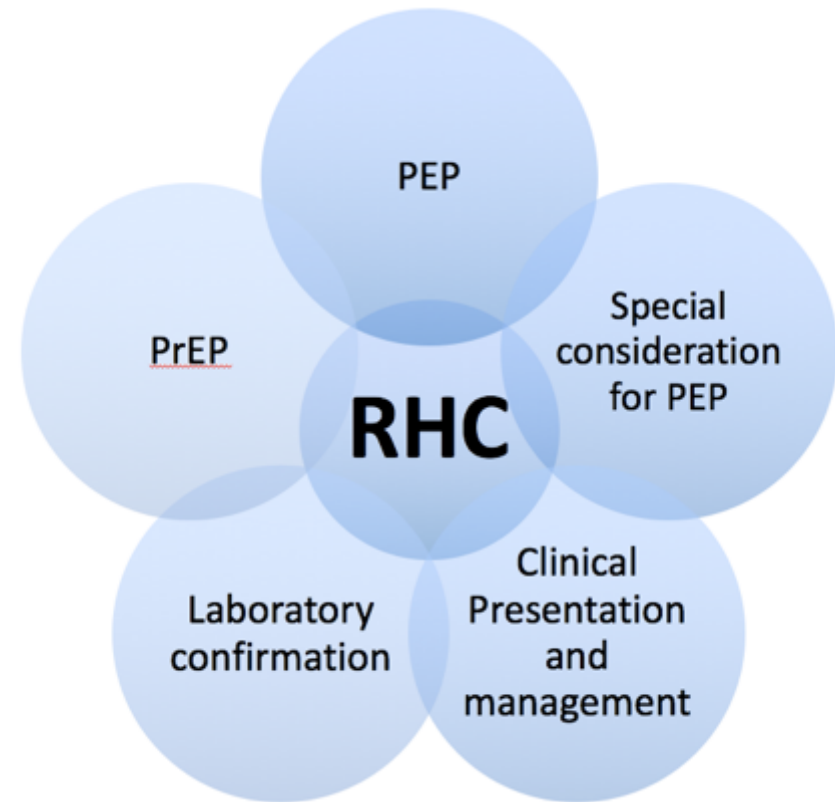 PEP
Special
consideration
for PEP
PrEP
RHC
Clinical
Presentation
and
management
Laboratory
confirmation